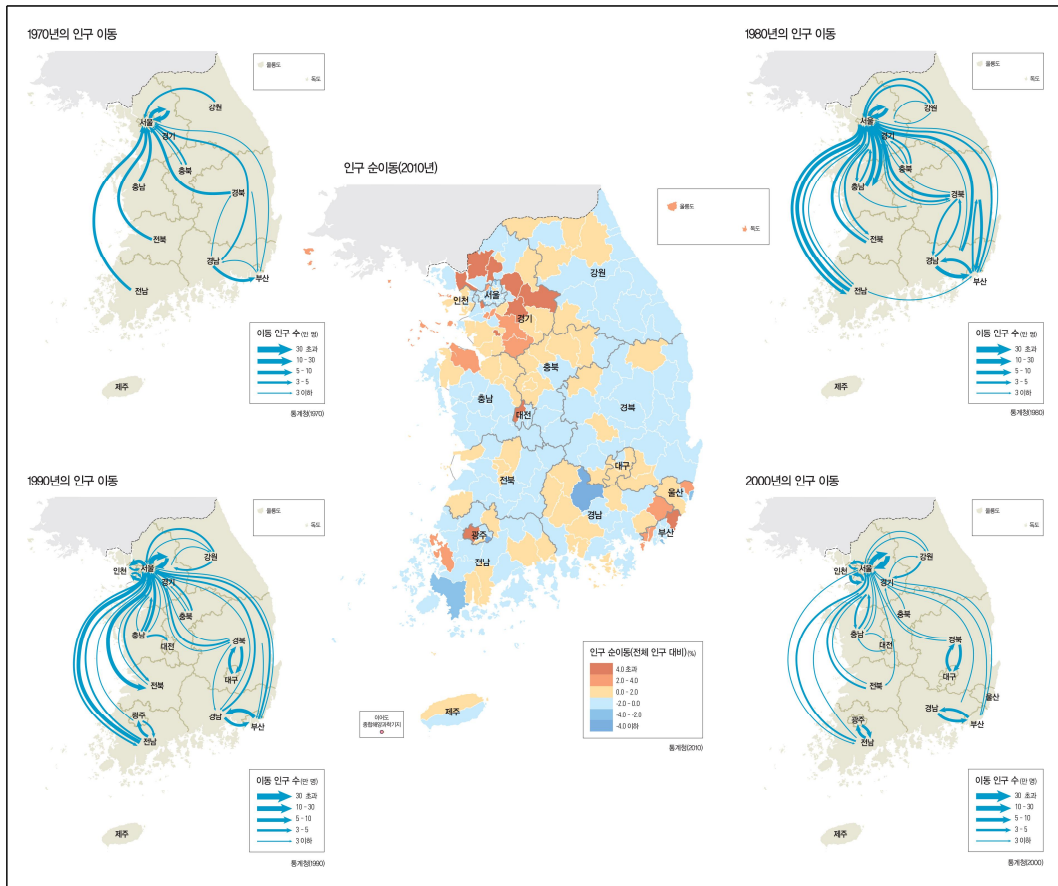 1970년의 인구 이동
울릉도
독도
강원
서울
경기
충북
충남
경북
전북
경남
부산
전남
제주
이동 인구 수(만 명)
30 초과
10 - 30
5 - 10
3 - 5
3 이하
통계청(1970)
1980년의 인구 이동
울릉도
독도
강원
서울
경기
충북
충남
경북
전북
경남
부산
전남
제주
이동 인구 수(만 명)
30 초과
10 - 30
5 - 10
3 - 5
3 이하
통계청(1980)
인구 순이동(2010년)
울릉도
독도
강원
서울
인천
경기
충북
충남
대전
경북
전북
대구
울산
경남
부산
광주
전남
제주
이어도
종합해양과학기지
인구 순이동(전체 인구 대비)(%)
4.0 초과
2.0 - 4.0
0.0 - 2.0
-2.0 - 0.0
-4.0 - -2.0
-4.0 이하
통계청(2010)
1990년의 인구 이동
울릉도
독도
강원
인천
서울
경기
충북
충남
대전
경북
대구
전북
경남
부산
광주
전남
제주
이동 인구 수(만 명)
30 초과
10 - 30
5 - 10
3 - 5
3 이하
통계청(1990)
2000년의 인구 이동
울릉도
독도
강원
인천
서울
경기
충북
충남
대전
경북
대구
전북
울산
경남
부산
광주
전남
제주
이동 인구 수(만 명)
30 초과
10 - 30
5 - 10
3 - 5
3 이하
통계청(2000)